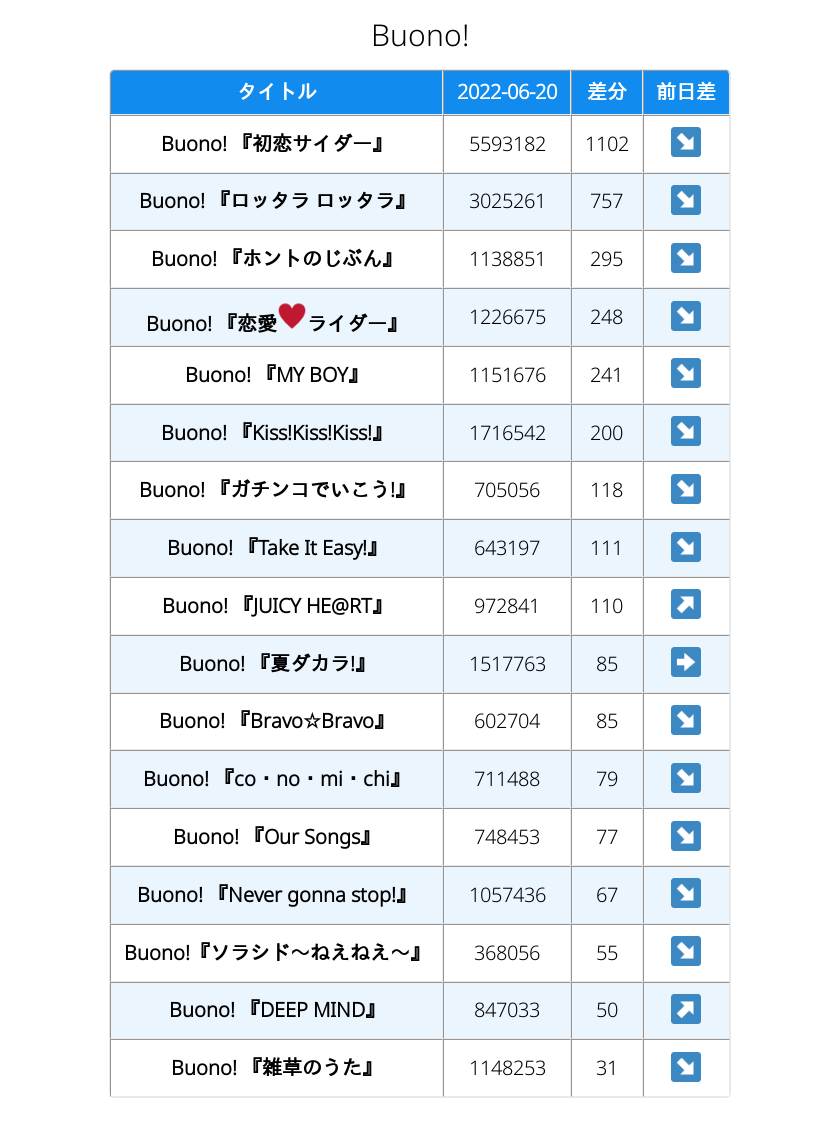 Buono!
タイトル 2022-06-20 差分 前日差
Buono! 『初恋サイダー』 5593182 1102 ↘
Buono! 『ロッタラ ロッタラ』 3025261 757 ↘
Buono! 『ホントのじぶん』 1138851 295 ↘
Buono! 『恋愛♥ライダー』 1226675 248 ↘
Buono! 『MY BOY』 1151676 241 ↘
Buono! 『Kiss!Kiss!Kiss!』 1716542 200 ↘
Buono! 『ガチンコでいこう!』 705056 118 ↘
Buono! 『Take It Easy!』 643197 111 ↘
Buono! 『JUICY HE@RT』 972841 110 ↗
Buono! 『夏ダカラ!』 1517763 85 ➡
Buono! 『Bravo☆Bravo』 602704 85 ↘
Buono! 『co・no・mi・chi』 711488 79 ↘
Buono! 『Our Songs』 748453 77 ↘
Buono! 『Never gonna stop!』 1057436 67 ↘
Buono!『ソラシド〜ねえねえ〜』 368056 55 ↘
Buono! 『DEEP MIND』 847033 50 ↗
Buono! 『雑草のうた』 1148253 31 ↘